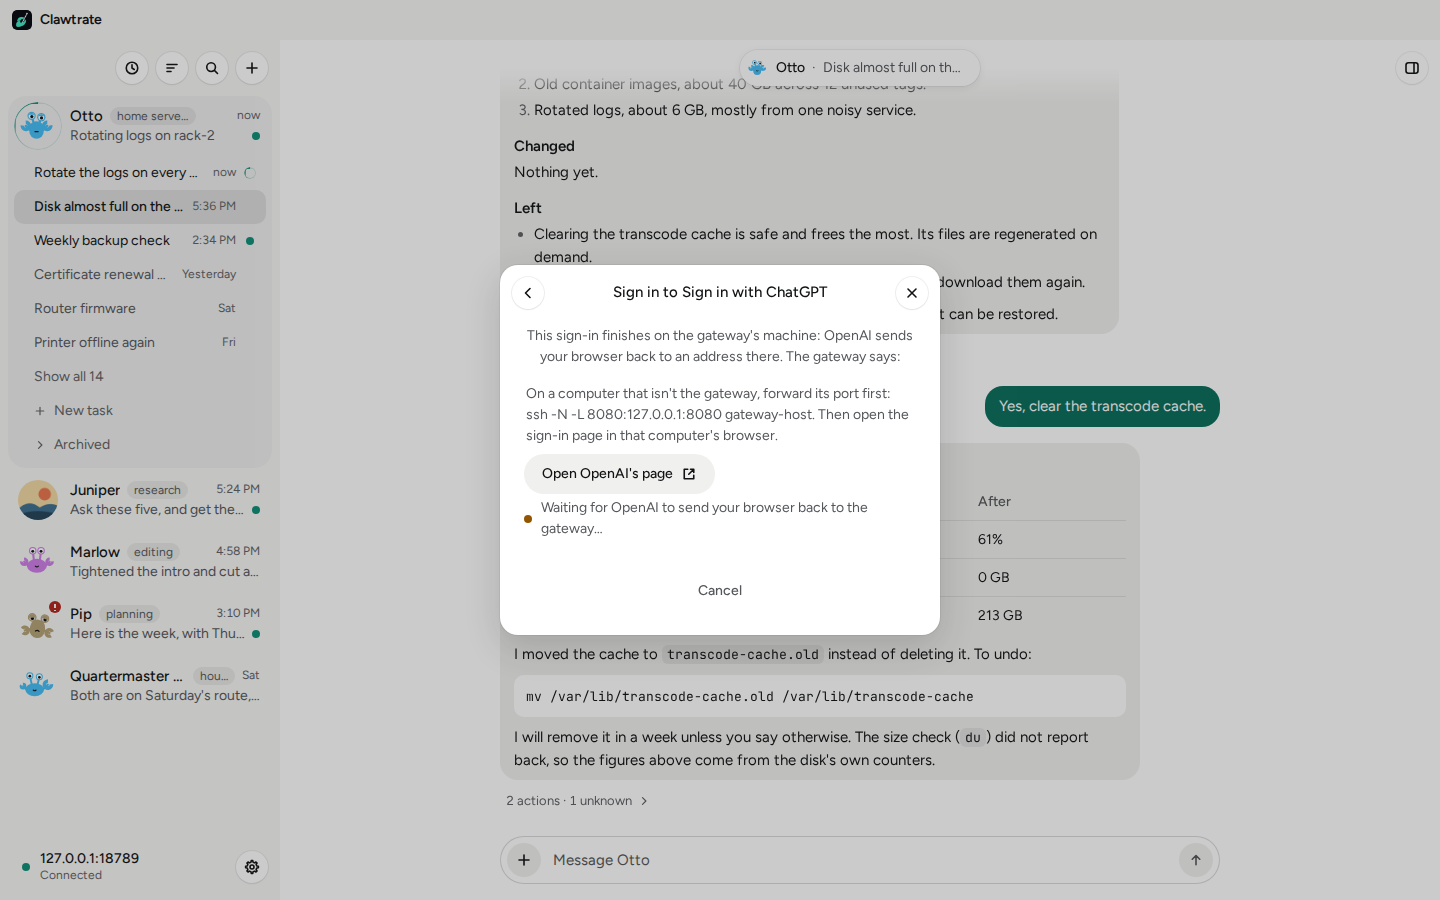 Clawtrate
Otto
home serve...
now
Rotating logs on rack-2
Rotate the logs on every ...
now
Disk almost full on the ...
5:36 PM
Weekly backup check
2:34 PM
Certificate renewal ...
Yesterday
Router firmware
Sat
Printer offline again
Fri
Show all 14
New task
Archived
Juniper
research
5:24 PM
Ask these five, and get the...
Marlow
editing
4:58 PM
Tightened the intro and cut a...
Pip
planning
3:10 PM
Here is the week, with Thu...
Quartermaster ...
hou...
Sat
Both are on Saturday's route,...
127.0.0.1:18789
Connected
Otto · Disk almost full on th...
2. Old container images, about 40 GB across 12 unused tags.
3. Rotated logs, about 6 GB, mostly from one noisy service.
Changed
Nothing yet.
Left
• Clearing the transcode cache is safe and frees the most. Its files are regenerated on
demand.
download them again.
t can be restored.
Sign in to Sign in with ChatGPT
This sign-in finishes on the gateway's machine: OpenAI sends
your browser back to an address there. The gateway says:
On a computer that isn't the gateway, forward its port first:
ssh -N -L 8080:127.0.0.1:8080 gateway-host. Then open the
sign-in page in that computer's browser.
Open OpenAI's page
Waiting for OpenAI to send your browser back to the
gateway...
Cancel
Yes, clear the transcode cache.
After
61%
0 GB
213 GB
I moved the cache to transcode-cache.old instead of deleting it. To undo:
mv /var/lib/transcode-cache.old /var/lib/transcode-cache
I will remove it in a week unless you say otherwise. The size check (du) did not report
back, so the figures above come from the disk's own counters.
2 actions · 1 unknown
Message Otto